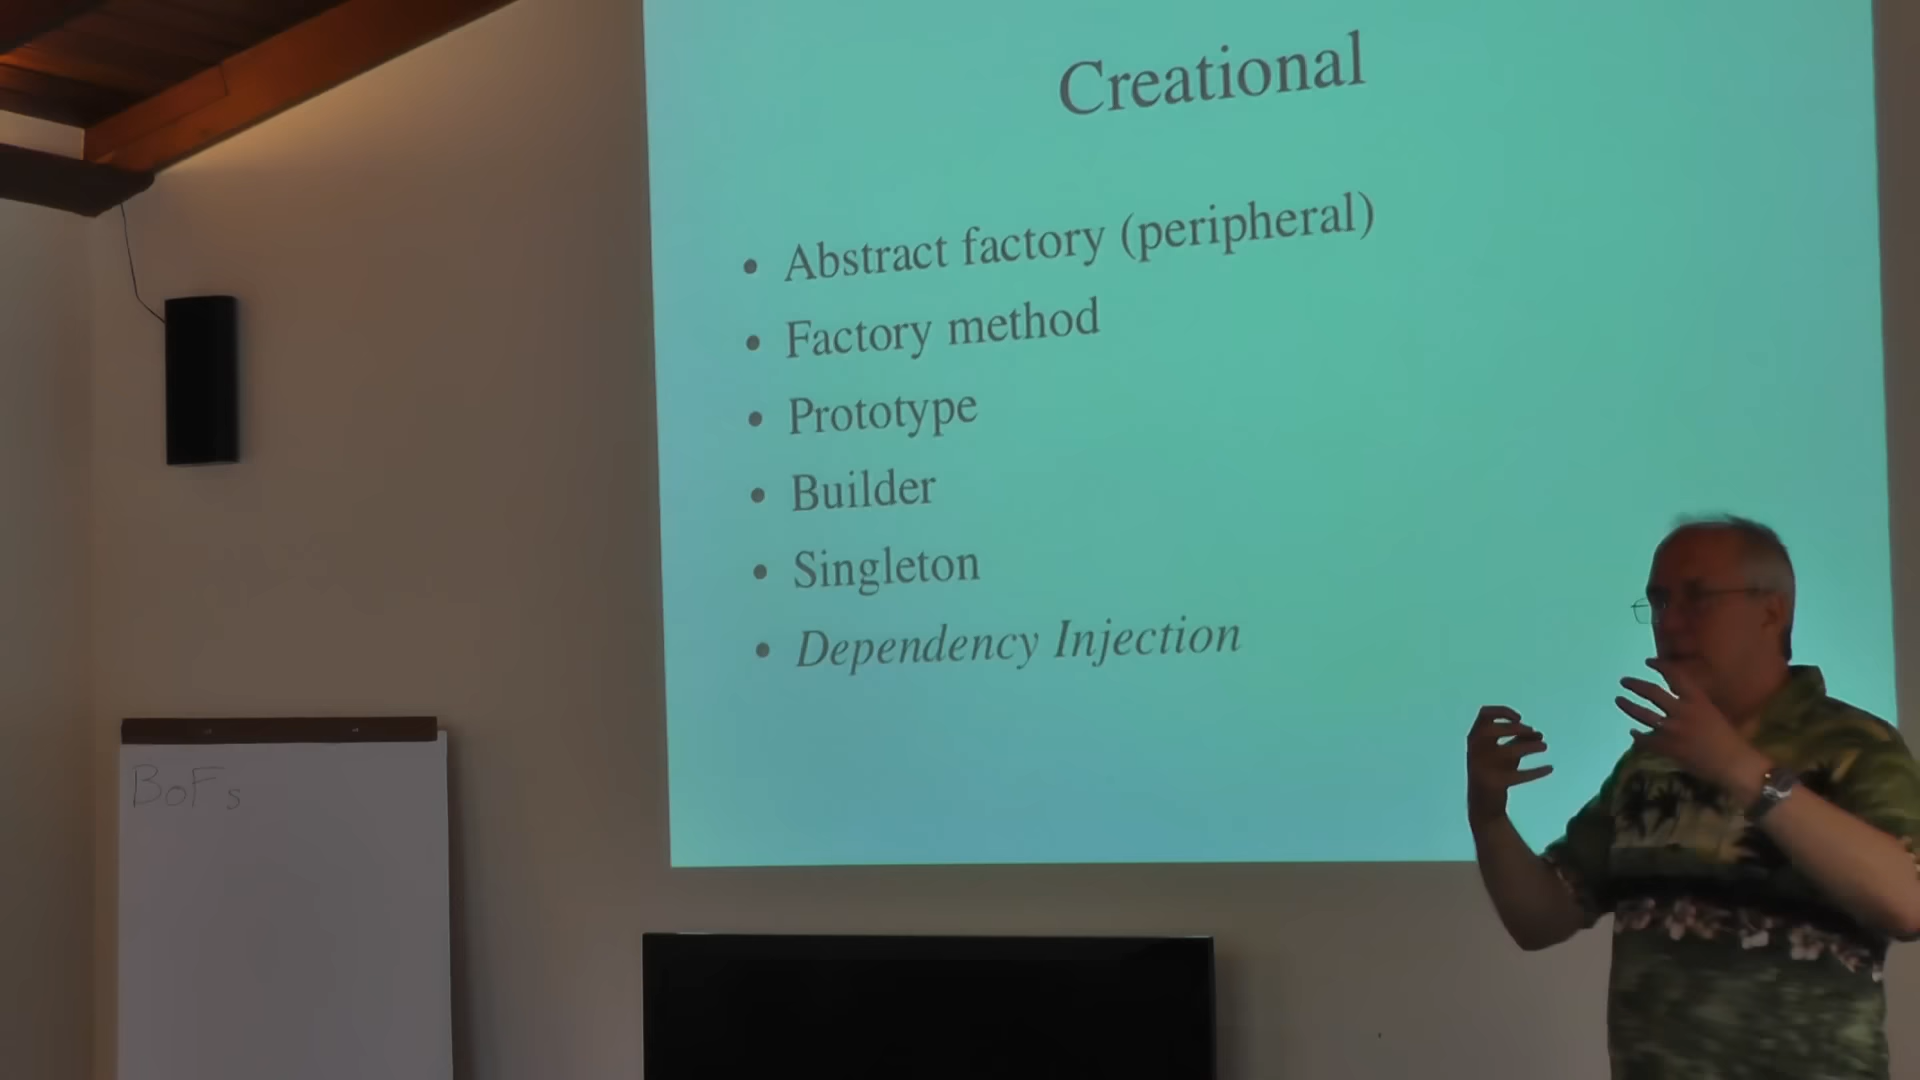 Creational
• Abstract factory (peripheral)
• Factory method
• Prototype
• Builder
• Singleton
• Dependency Injection
BoFs